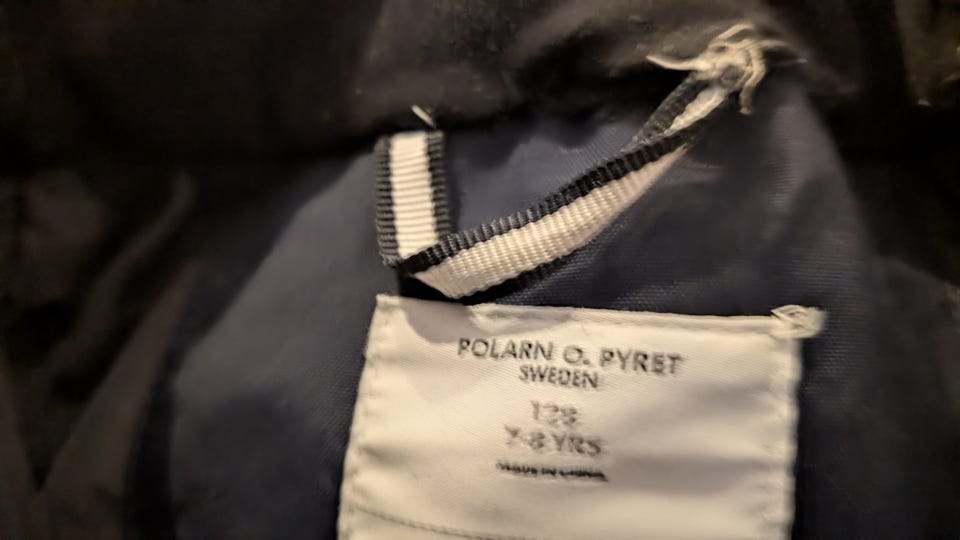 POLARN O. PYRET
SWEDEN
128
7-8 YRS
MADE IN CHINA